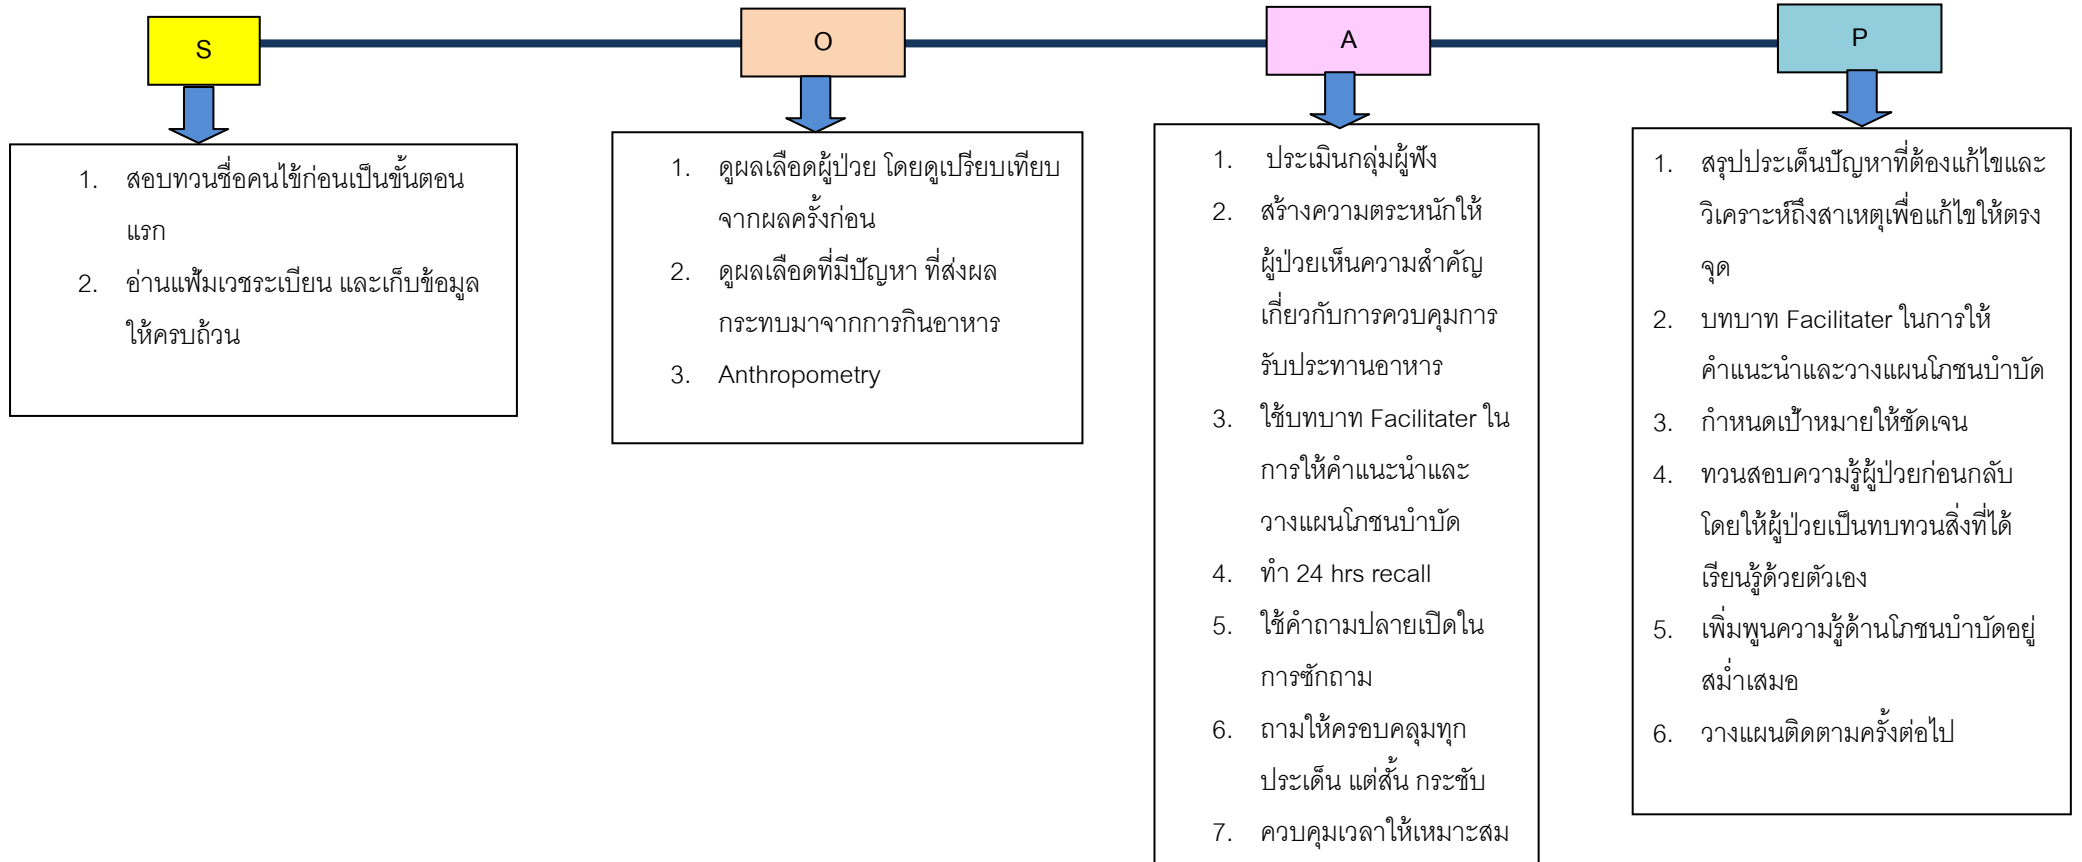 S
1. สอบทวนชื่อคนไข้ก่อนเป็นขั้นตอน
แรก
2. อ่านแฟ้มเวชระเบียน และเก็บข้อมูล
ให้ครบถ้วน
O
1. ดูผลเลือดผู้ป่วย โดยดูเปรียบเทียบ
จากผลครั้งก่อน
2. ดูผลเลือดที่มีปัญหา ที่ส่งผล
กระทบมาจากการกินอาหาร
3. Anthropometry
A
1. ประเมินกลุ่มผู้ฟัง
2. สร้างความตระหนักให้
ผู้ป่วยเห็นความสำคัญ
เกี่ยวกับการควบคุมการ
รับประทานอาหาร
3. ใช้บทบาท Facilitater ใน
การให้คำแนะนำและ
วางแผนโภชนบำบัด
4. ทำ 24 hrs recall
5. ใช้คำถามปลายเปิดใน
การซักถาม
6. ถามให้ครอบคลุมทุก
ประเด็น แต่สั้น กระชับ
7. ควบคุมเวลาให้เหมาะสม
P
1. สรุปประเด็นปัญหาที่ต้องแก้ไขและ
วิเคราะห์ถึงสาเหตุเพื่อแก้ไขให้ตรง
จุด
2. บทบาท Facilitater ในการให้
คำแนะนำและวางแผนโภชนบำบัด
3. กำหนดเป้าหมายให้ชัดเจน
4. ทวนสอบความรู้ผู้ป่วยก่อนกลับ
โดยให้ผู้ป่วยเป็นทบทวนสิ่งที่ได้
เรียนรู้ด้วยตัวเอง
5. เพิ่มพูนความรู้ด้านโภชนบำบัดอยู่
สม่ำเสมอ
6. วางแผนติดตามครั้งต่อไป